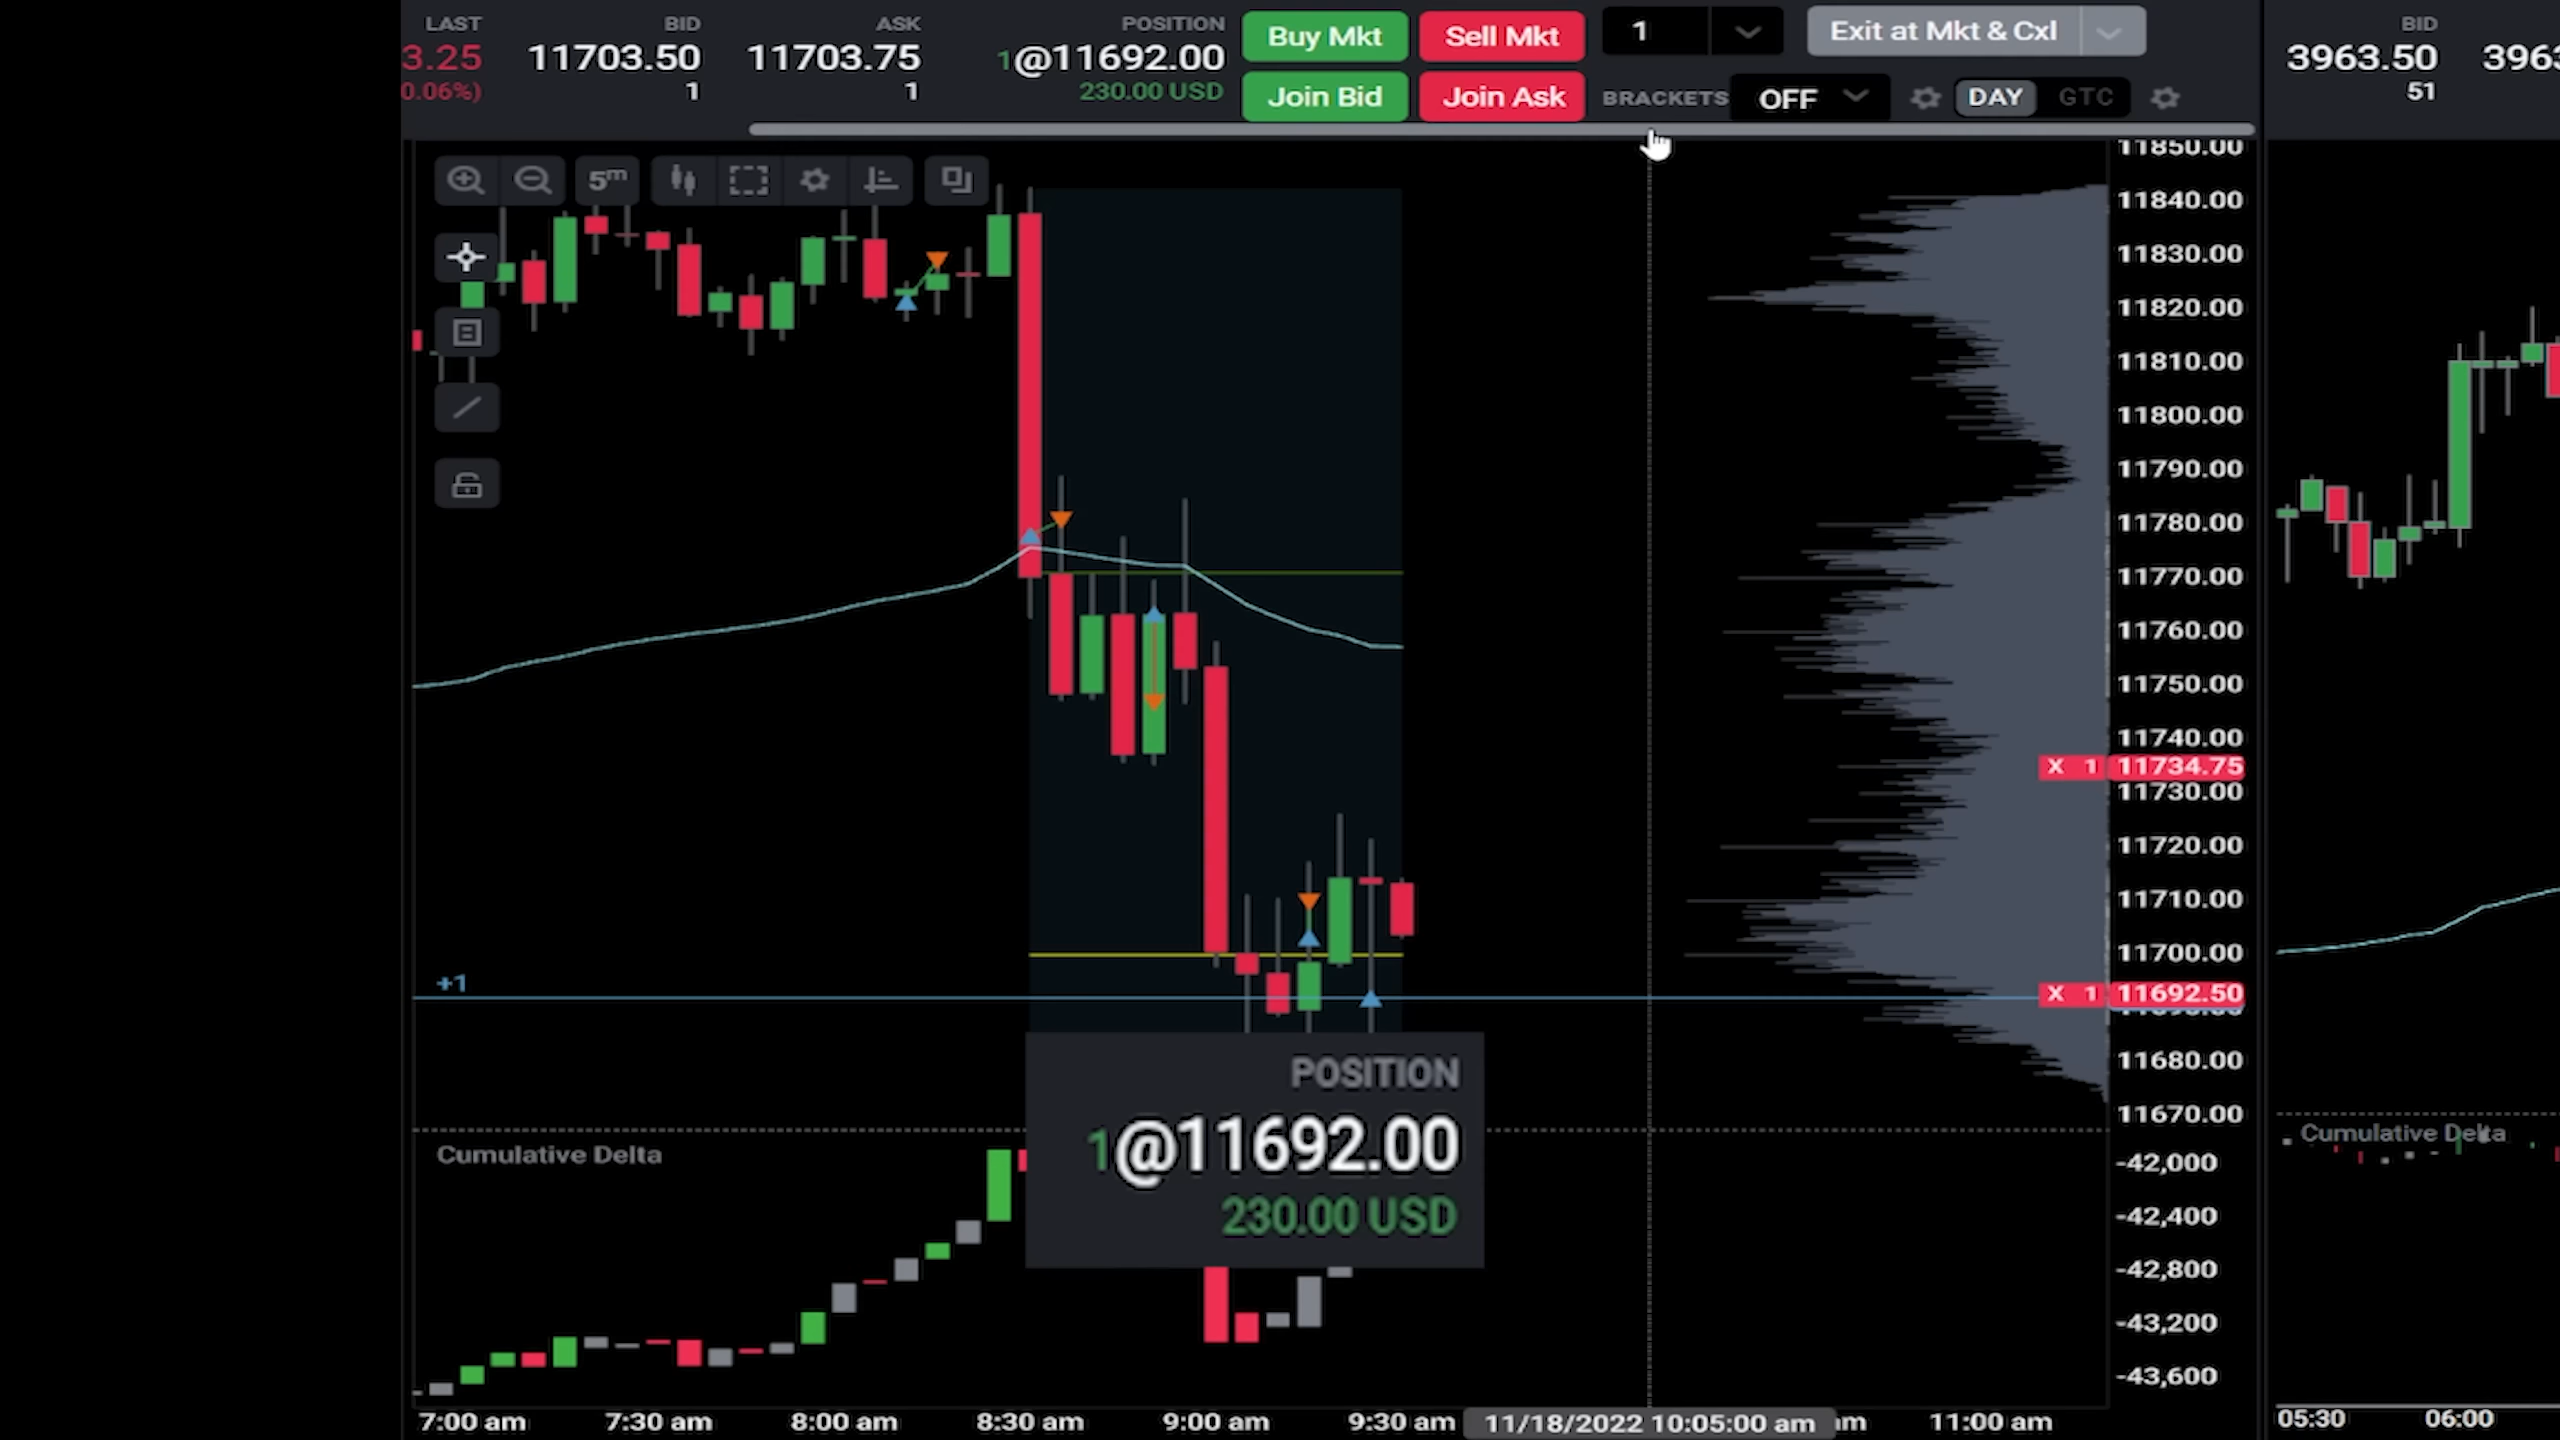 LAST BID ASK POSITION
3.25 11703.50 11703.75 1@11692.00
0.06%) 1 1 230.00 USD
Buy Mkt Sell Mkt 1 Exit at Mkt & Cxl
Join Bid Join Ask BRACKETS OFF DAY GTC
BID
3963.50 3963
51
5m
11850.00
11840.00
11830.00
11820.00
11810.00
11800.00
11790.00
11780.00
11770.00
11760.00
11750.00
11740.00
X 1 11734.75
11730.00
11720.00
11710.00
11700.00
+1
X 1 11692.50
11680.00
11670.00
POSITION
1@11692.00
230.00 USD
Cumulative Delta
-42,000
-42,400
-42,800
-43,200
-43,600
7:00 am 7:30 am 8:00 am 8:30 am 9:00 am 9:30 am 11/18/2022 10:05:00 am am 11:00 am
Cumulative Delta
05:30 06:00